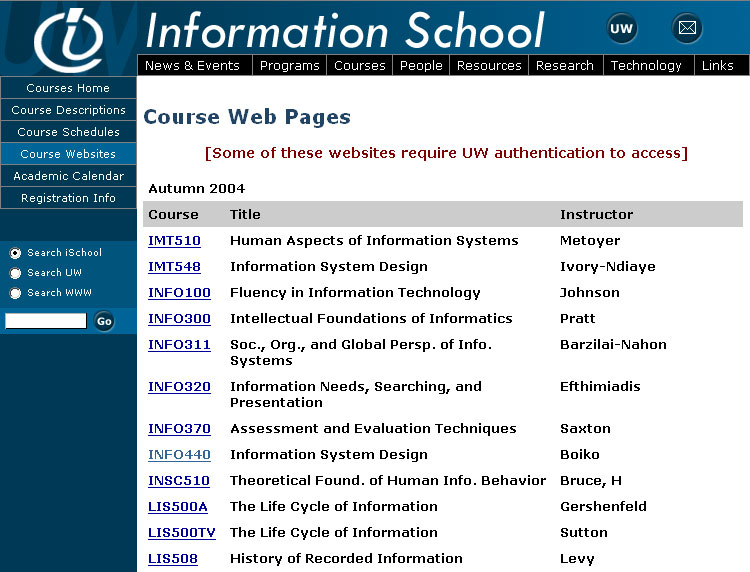 Information School
UW
News & Events Programs Courses People Resources Research Technology Links
Courses Home
Course Descriptions
Course Schedules
Course Websites
Academic Calendar
Registration Info
Search iSchool
Search UW
Search WWW
Go
Course Web Pages
[Some of these websites require UW authentication to access]
Autumn 2004
Course Title Instructor
IMT510 Human Aspects of Information Systems Metoyer
IMT548 Information System Design Ivory-Ndiaye
INFO100 Fluency in Information Technology Johnson
INFO300 Intellectual Foundations of Informatics Pratt
INFO311 Soc., Org., and Global Persp. of Info. Barzilai-Nahon
Systems
INFO320 Information Needs, Searching, and Efthimiadis
Presentation
INFO370 Assessment and Evaluation Techniques Saxton
INFO440 Information System Design Boiko
INSC510 Theoretical Found. of Human Info. Behavior Bruce, H
LIS500A The Life Cycle of Information Gershenfeld
LIS500TV The Life Cycle of Information Sutton
LIS508 History of Recorded Information Levy